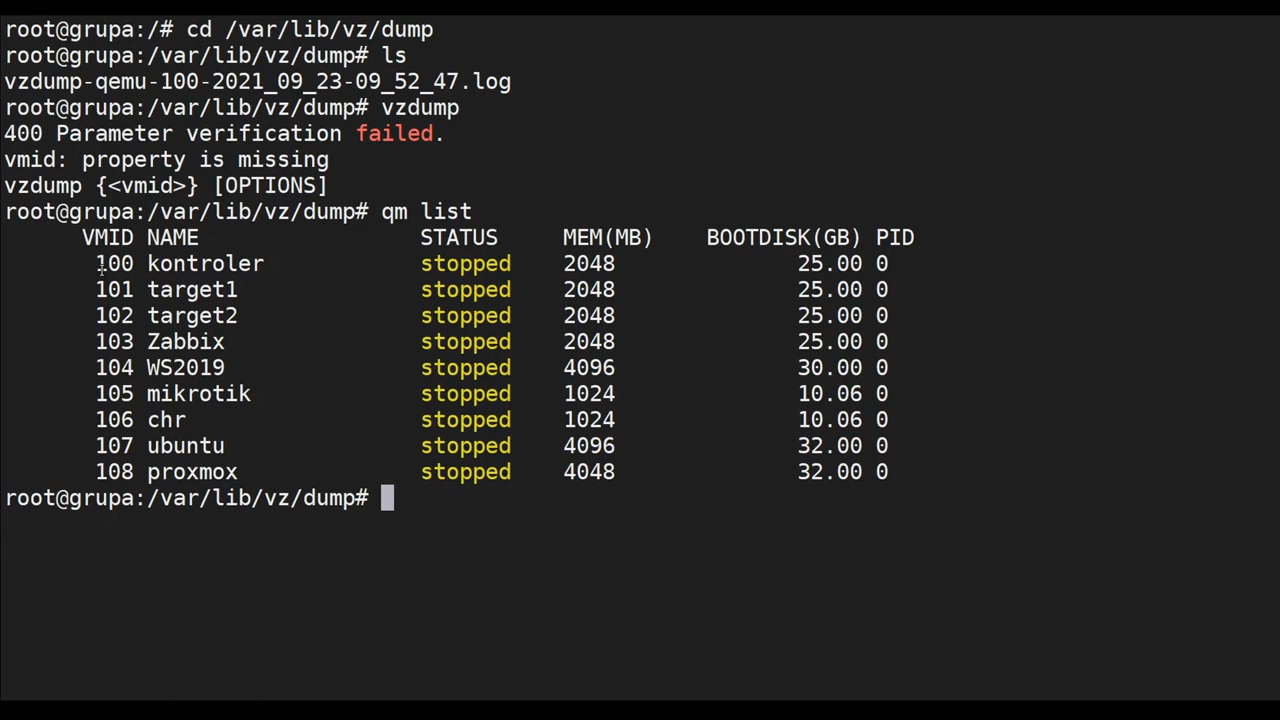 root@grupa:/# cd /var/lib/vz/dump
root@grupa:/var/lib/vz/dump# ls
vzdump-qemu-100-2021_09_23-09_52_47.log
root@grupa:/var/lib/vz/dump# vzdump
400 Parameter verification failed.
vmid: property is missing
vzdump {<vmid>} [OPTIONS]
root@grupa:/var/lib/vz/dump# qm list
VMID NAME STATUS MEM(MB) BOOTDISK(GB) PID
100 kontroler stopped 2048 25.00 0
101 target1 stopped 2048 25.00 0
102 target2 stopped 2048 25.00 0
103 Zabbix stopped 2048 25.00 0
104 WS2019 stopped 4096 30.00 0
105 mikrotik stopped 1024 10.06 0
106 chr stopped 1024 10.06 0
107 ubuntu stopped 4096 32.00 0
108 proxmox stopped 4048 32.00 0
root@grupa:/var/lib/vz/dump#